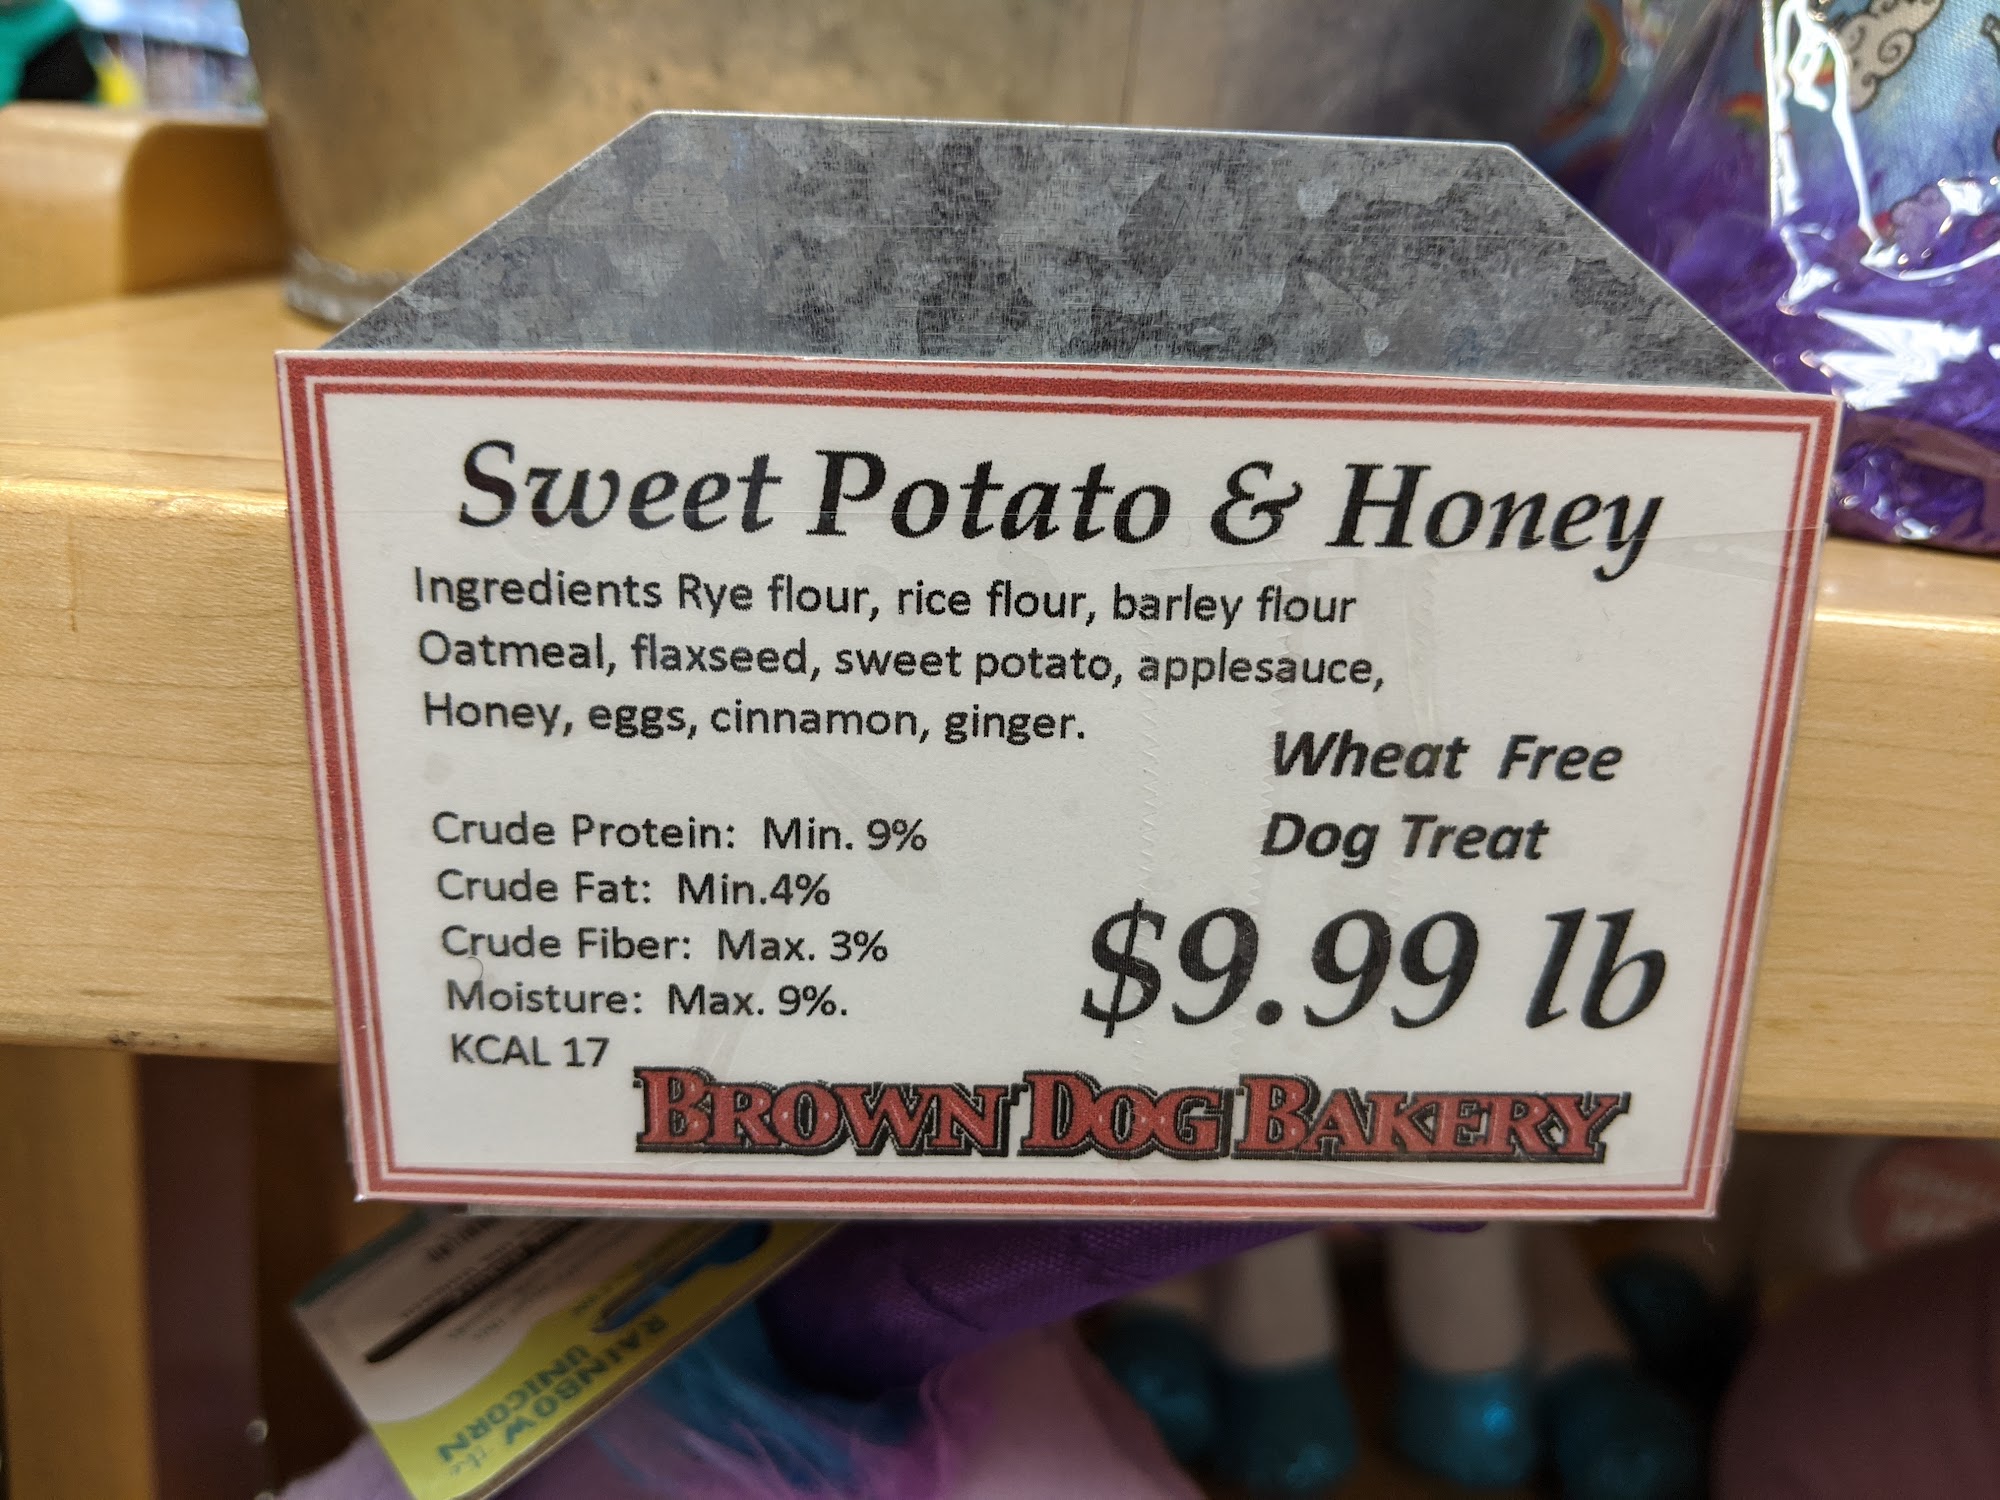 Sweet Potato & Honey
Ingredients Rye flour, rice flour, barley flour
Oatmeal, flaxseed, sweet potato, applesauce,
Honey, eggs, cinnamon, ginger.
Wheat Free
Dog Treat
Crude Protein: Min. 9%
Crude Fat: Min.4%
Crude Fiber: Max. 3%
Moisture: Max. 9%.
KCAL 17
$9.99 lb
BROWN DOG BAKERY
the
RAINBOW
UNICORN